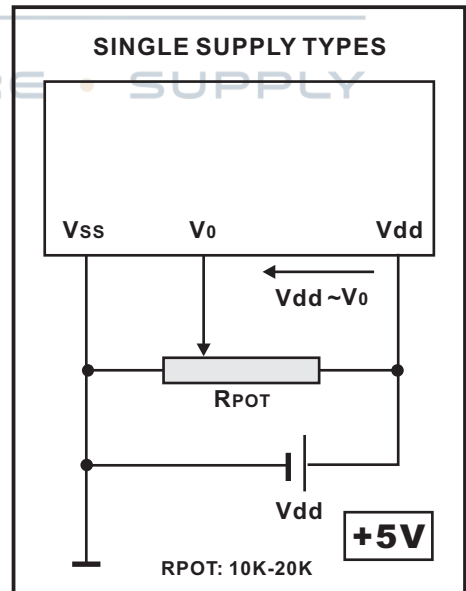 SINGLE SUPPLY TYPES
E • SUPPLY
Vss V0 Vdd
Vdd ~V0
RPOT
Vdd
+5V
RPOT: 10K-20K